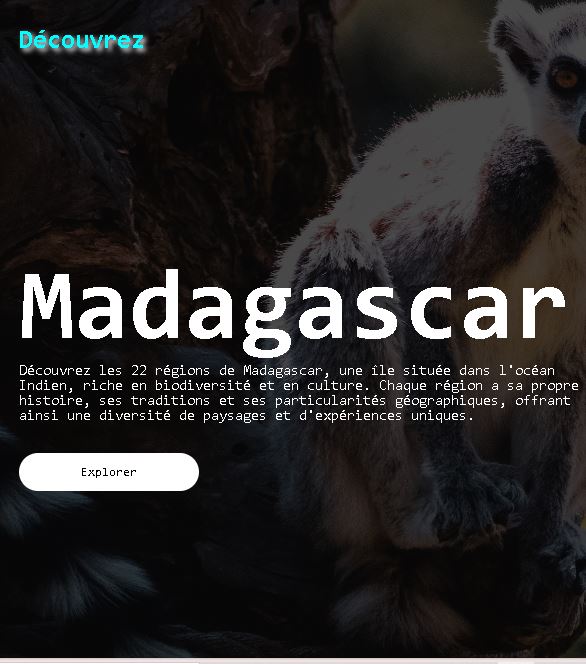 Découvrez
Madagascar
Découvrez les 22 régions de Madagascar, une île située dans l'océan
Indien, riche en biodiversité et en culture. Chaque région a sa propre
histoire, ses traditions et ses particularités géographiques, offrant
ainsi une diversité de paysages et d'expériences uniques.
Explorer